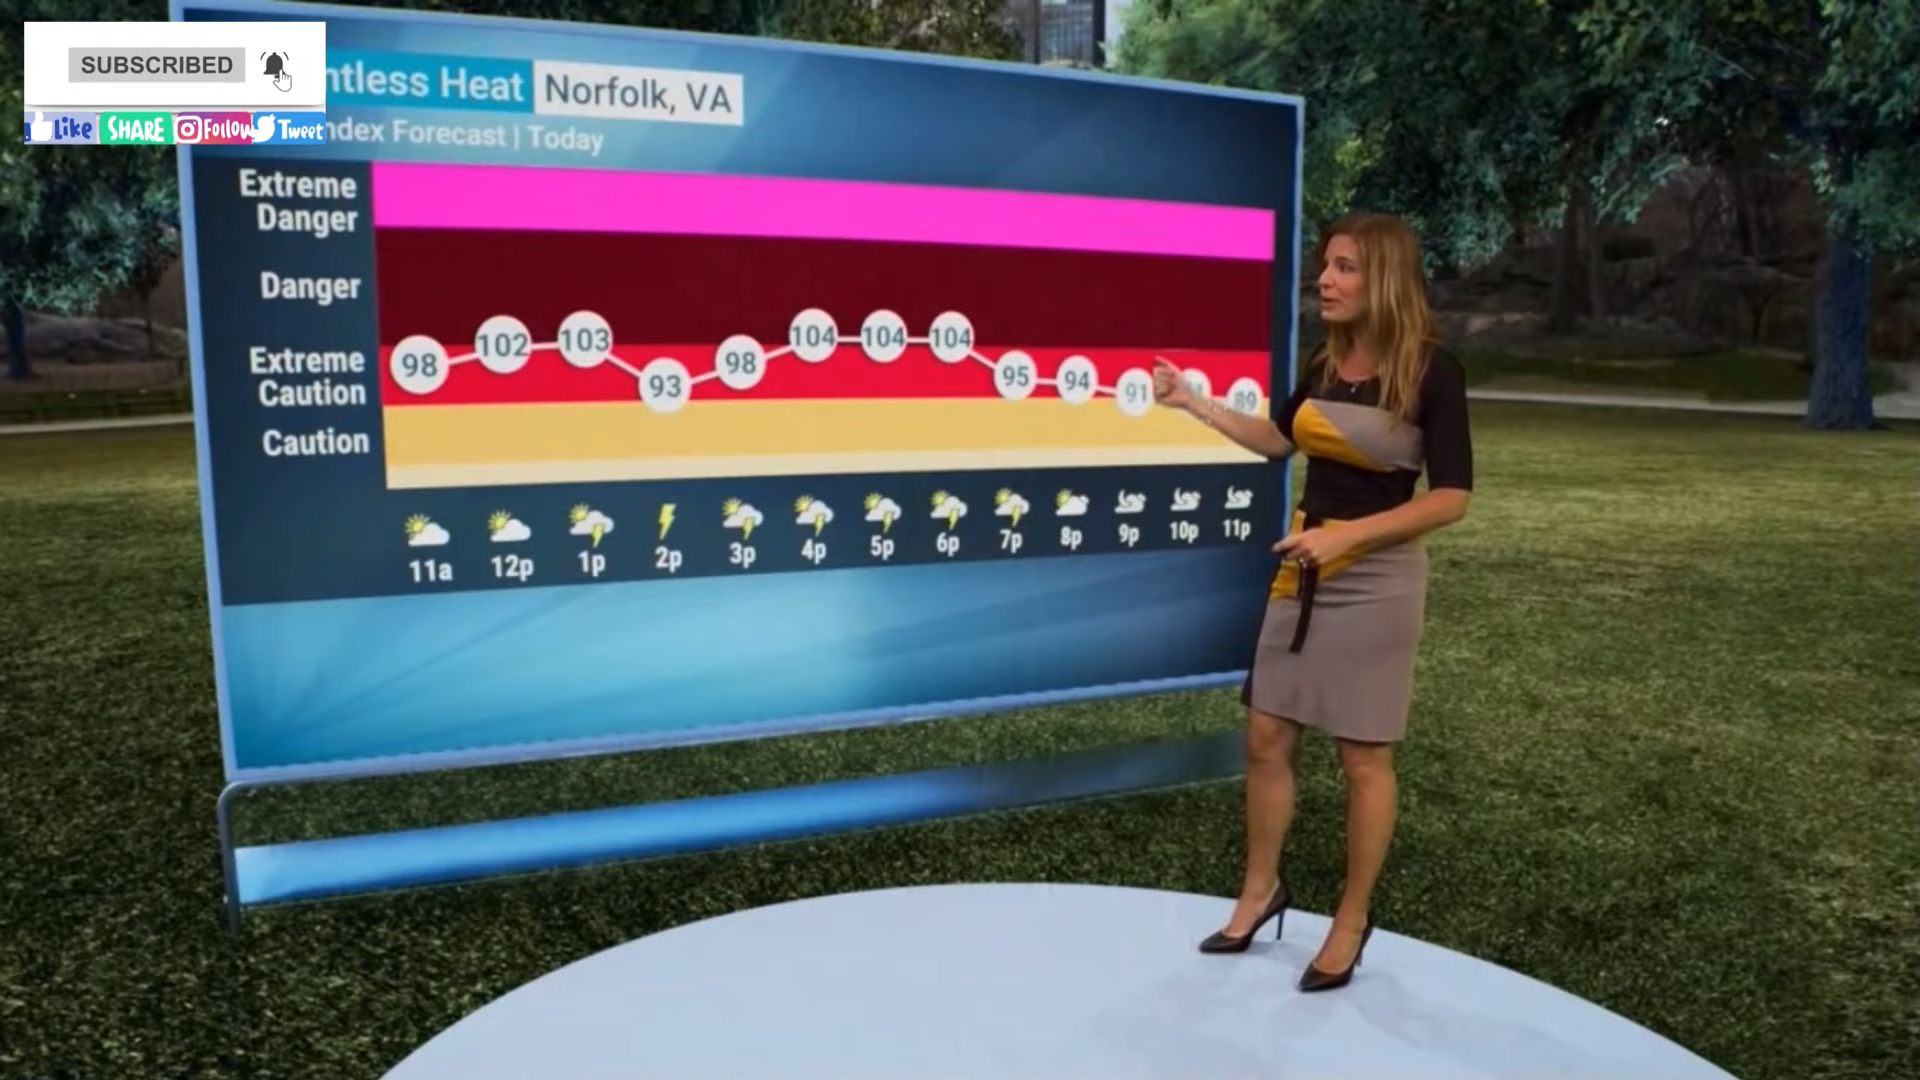 SUBSCRIBED
Like SHARE Follow Tweet
ntless Heat Norfolk, VA
ndex Forecast | Today
Extreme
Danger
Danger
Extreme
Caution
Caution
98 102 103 93 98 104 104 104 95 94 91 89
11a 12p 1p 2p 3p 4p 5p 6p 7p 8p 9p 10p 11p